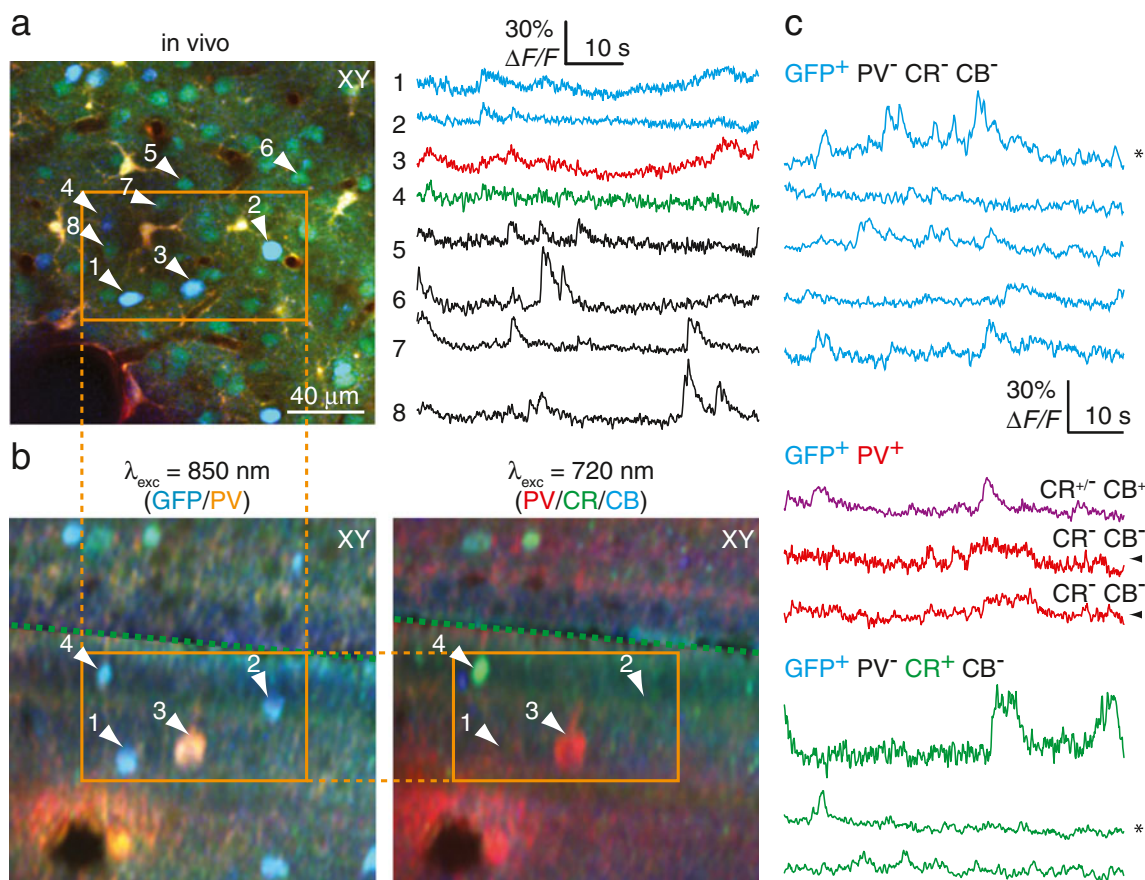 a
in vivo
XY
5
6
7
4
2
8
1
3
40 μm
30%
ΔF/F
10 s
1
2
3
4
5
6
7
8
b
λexc = 850 nm
(GFP/PV)
XY
4
2
3
1
λexc = 720 nm
(PV/CR/CB)
XY
4
2
3
1
c
GFP+ PV- CR- CB-
*
30%
ΔF/F
10 s
GFP+ PV+
CR+/- CB+
CR- CB-
CR- CB-
GFP+ PV- CR+ CB-
*